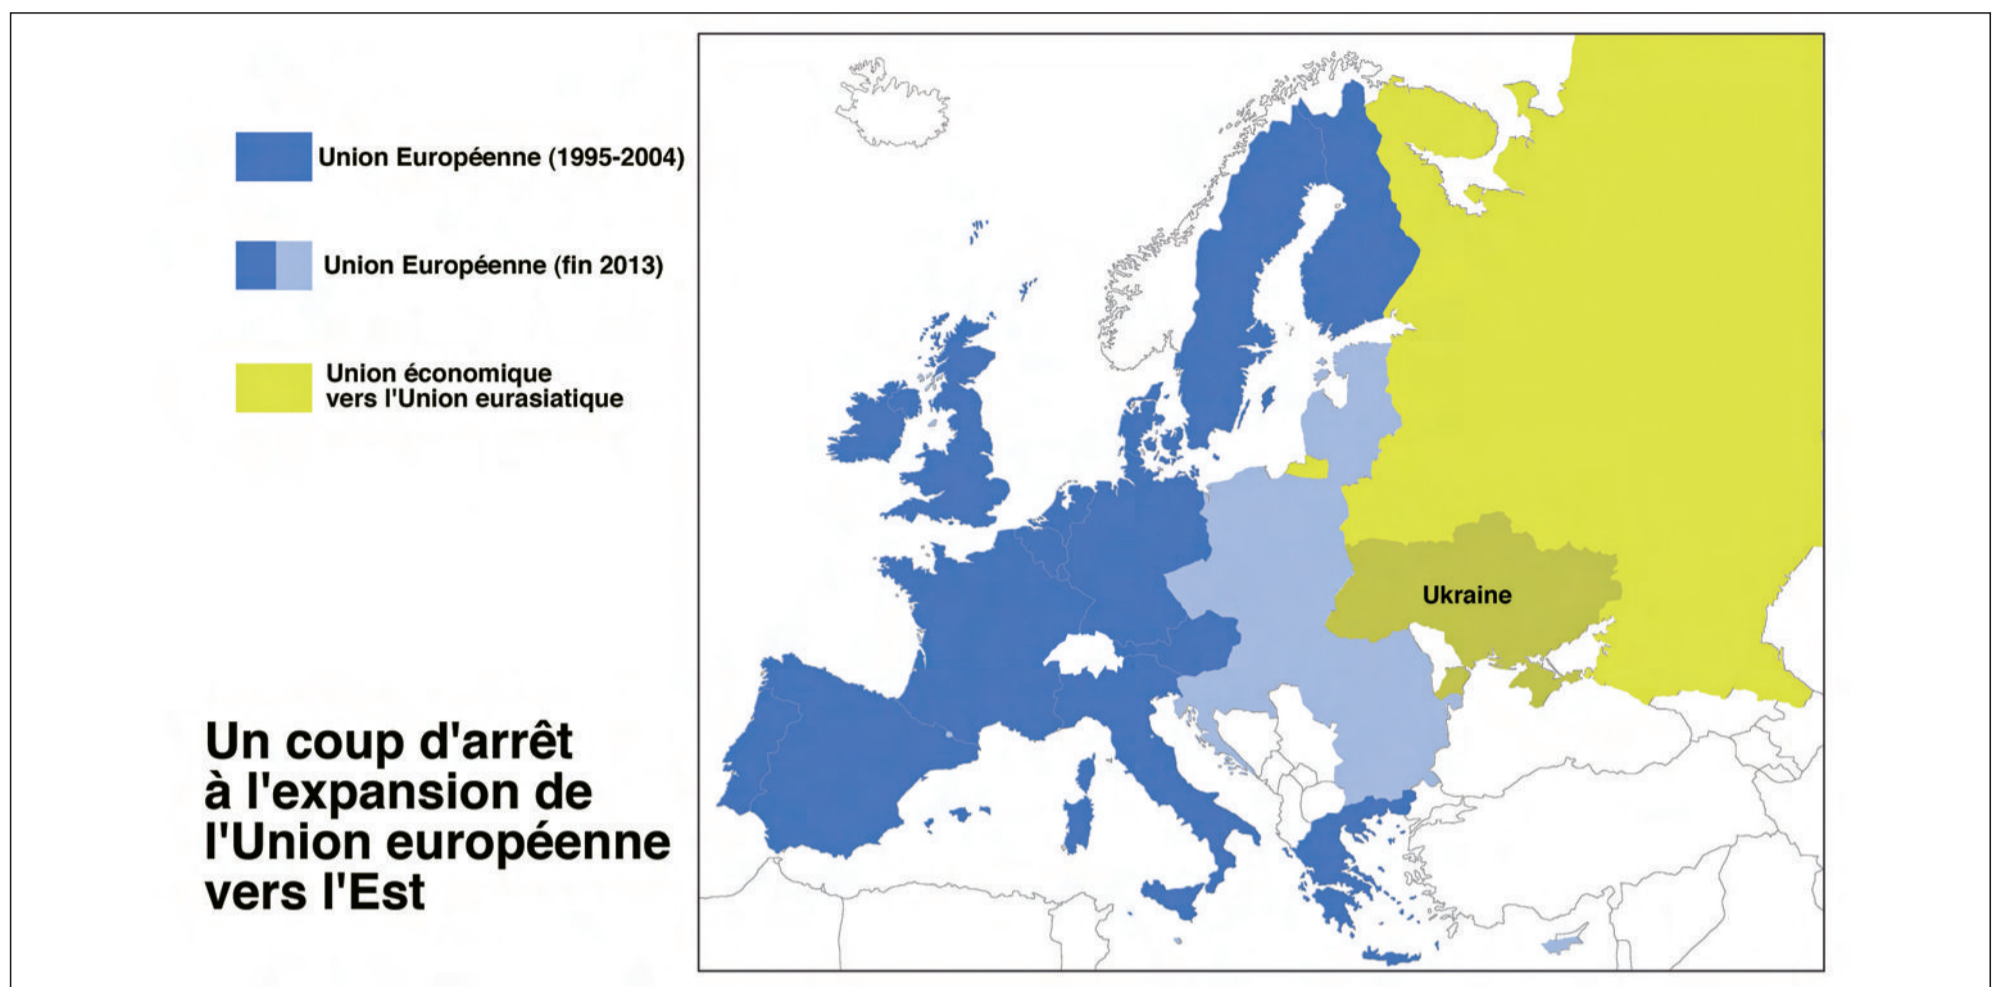 Union Européenne (1995-2004)
Union Européenne (fin 2013)
Union économique
vers l'Union eurasiatique
Un coup d'arrêt
à l'expansion de
l'Union européenne
vers l'Est
Ukraine